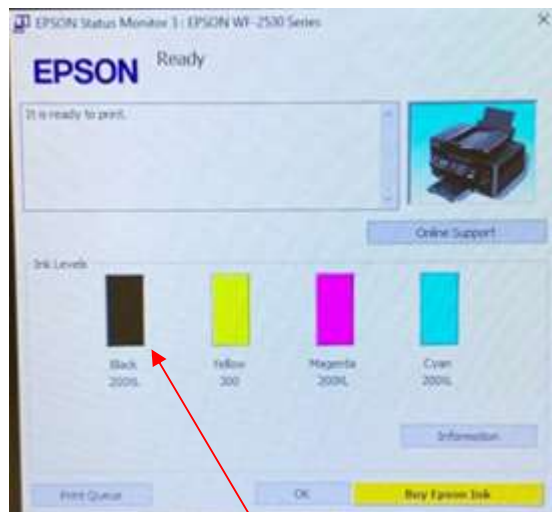 EPSON Status Monitor 3 : EPSON WF-2530 Series
EPSON
Ready
It is ready to print.
Online Support
Ink Levels
Black
Yellow
Magenta
Cyan
200XL
200
200XL
200XL
Information
Print Queue
OK
Buy Epson Ink